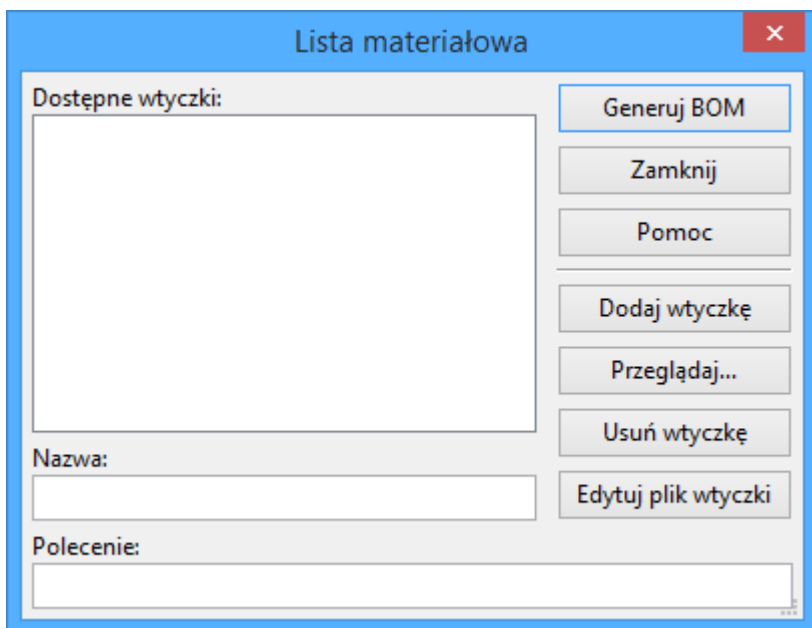 Lista materiałowa
Dostępne wtyczki:
Generuj BOM
Zamknij
Pomoc
Dodaj wtyczkę
Przeglądaj...
Usuń wtyczkę
Nazwa:
Edytuj plik wtyczki
Polecenie: